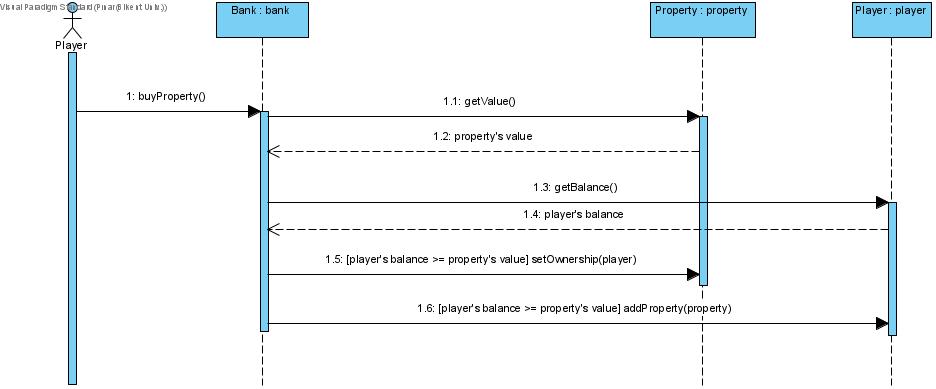 Visual Paradigm Standard (Pınar(Bilkent Univ.))
Bank : bank
Property : property
Player : player
Player
1: buyProperty()
1.1: getValue()
1.2: property's value
1.3: getBalance()
1.4: player's balance
1.5: [player's balance >= property's value] setOwnership(player)
1.6: [player's balance >= property's value] addProperty(property)